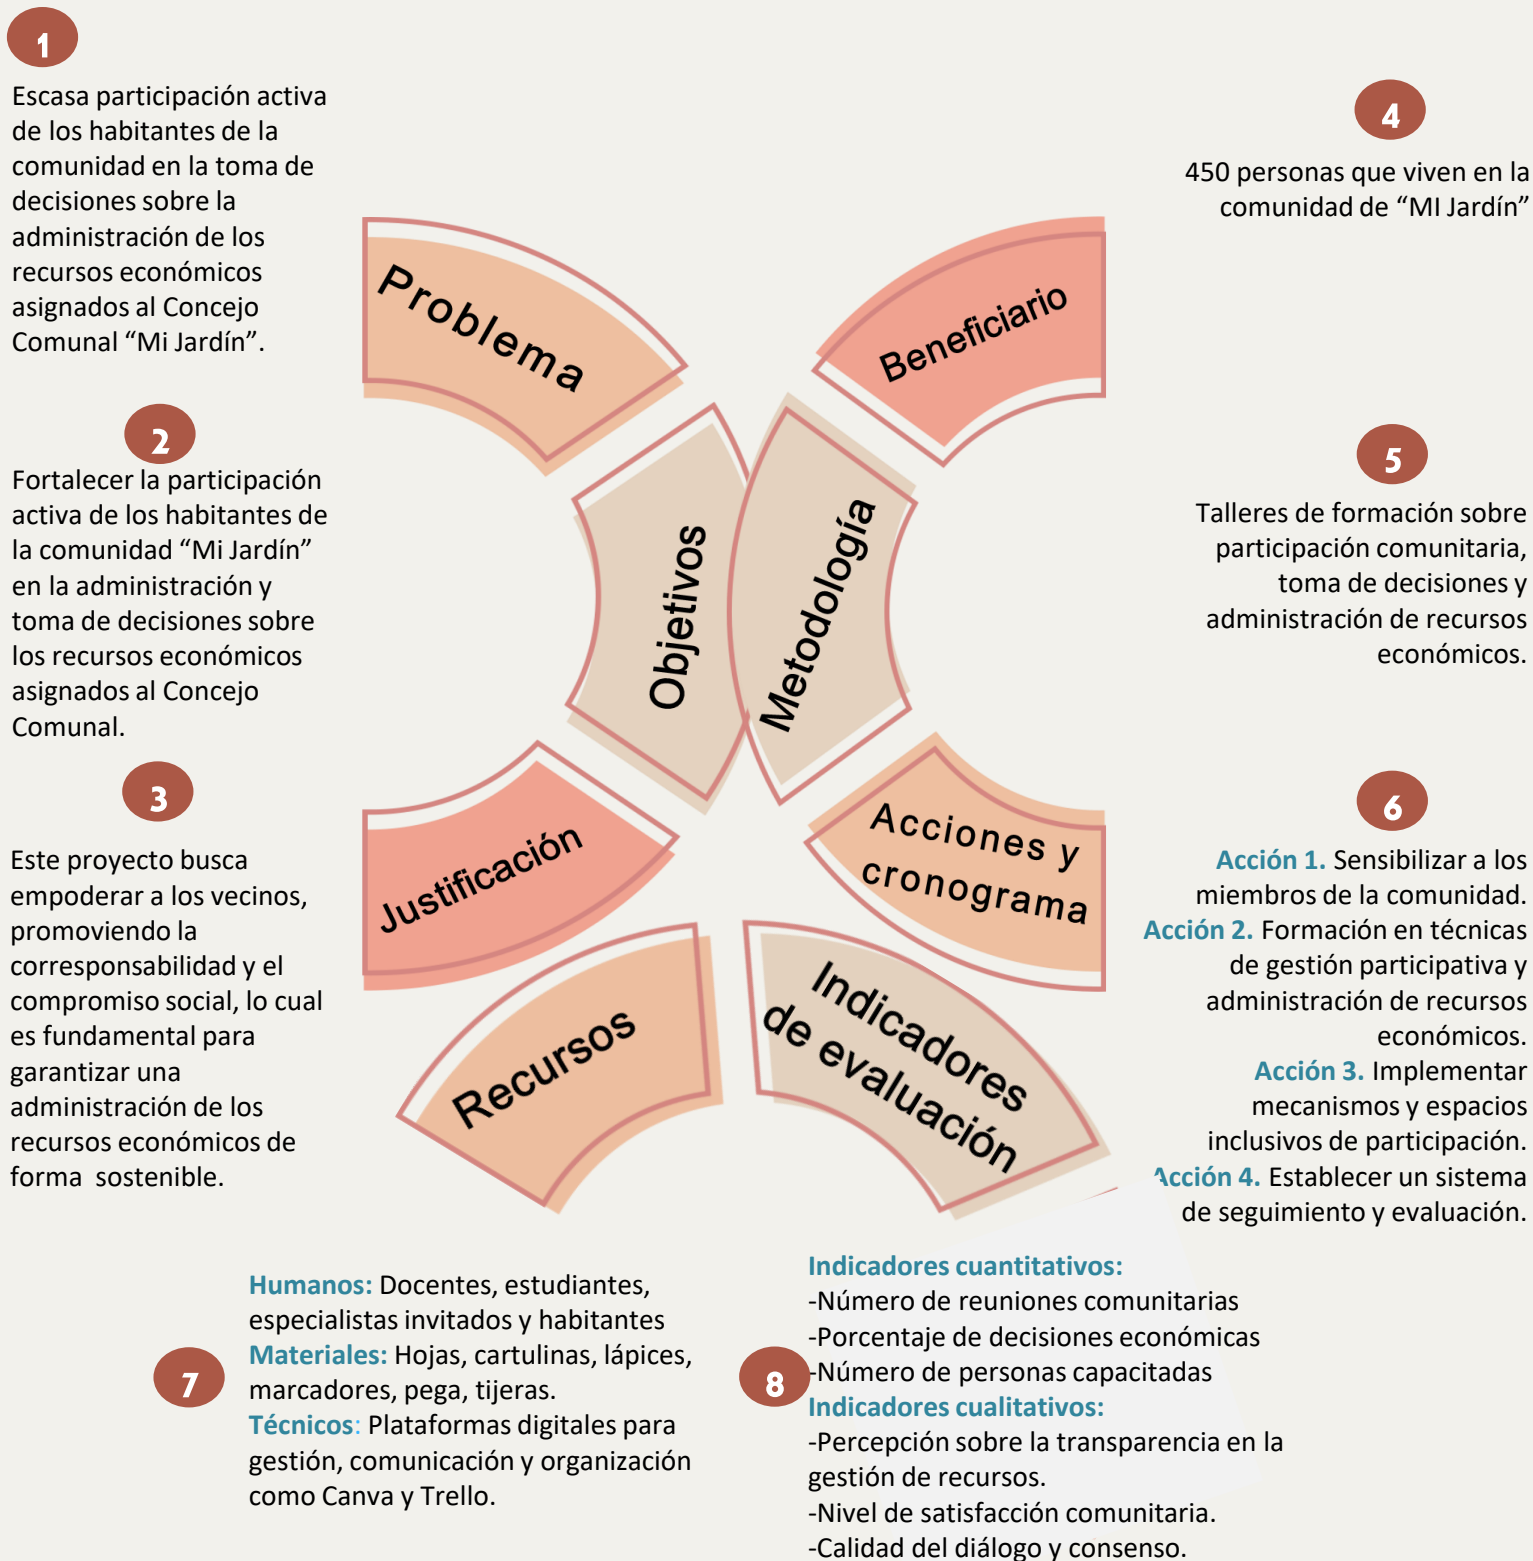 1
Escasa participación activa
de los habitantes de la
comunidad en la toma de
decisiones sobre la
administración de los
recursos económicos
asignados al Concejo
Comunal “Mi Jardín”.
2
Fortalecer la participación
activa de los habitantes de
la comunidad “Mi Jardín”
en la administración y
toma de decisiones sobre
los recursos económicos
asignados al Concejo
Comunal.
3
Este proyecto busca
empoderar a los vecinos,
promoviendo la
corresponsabilidad y el
compromiso social, lo cual
es fundamental para
garantizar una
administración de los
recursos económicos de
forma sostenible.
Problema
Objetivos
Justificación
Recursos
Beneficiario
Metodología
Acciones y
cronograma
Indicadores
de evaluación
4
450 personas que viven en la
comunidad de “MI Jardín”
5
Talleres de formación sobre
participación comunitaria,
toma de decisiones y
administración de recursos
económicos.
6
Acción 1. Sensibilizar a los
miembros de la comunidad.
Acción 2. Formación en técnicas
de gestión participativa y
administración de recursos
económicos.
Acción 3. Implementar
mecanismos y espacios
inclusivos de participación.
Acción 4. Establecer un sistema
de seguimiento y evaluación.
7
Humanos: Docentes, estudiantes,
especialistas invitados y habitantes
Materiales: Hojas, cartulinas, lápices,
marcadores, pega, tijeras.
Técnicos: Plataformas digitales para
gestión, comunicación y organización
como Canva y Trello.
8
Indicadores cuantitativos:
-Número de reuniones comunitarias
-Porcentaje de decisiones económicas
-Número de personas capacitadas
Indicadores cualitativos:
-Percepción sobre la transparencia en la
gestión de recursos.
-Nivel de satisfacción comunitaria.
-Calidad del diálogo y consenso.